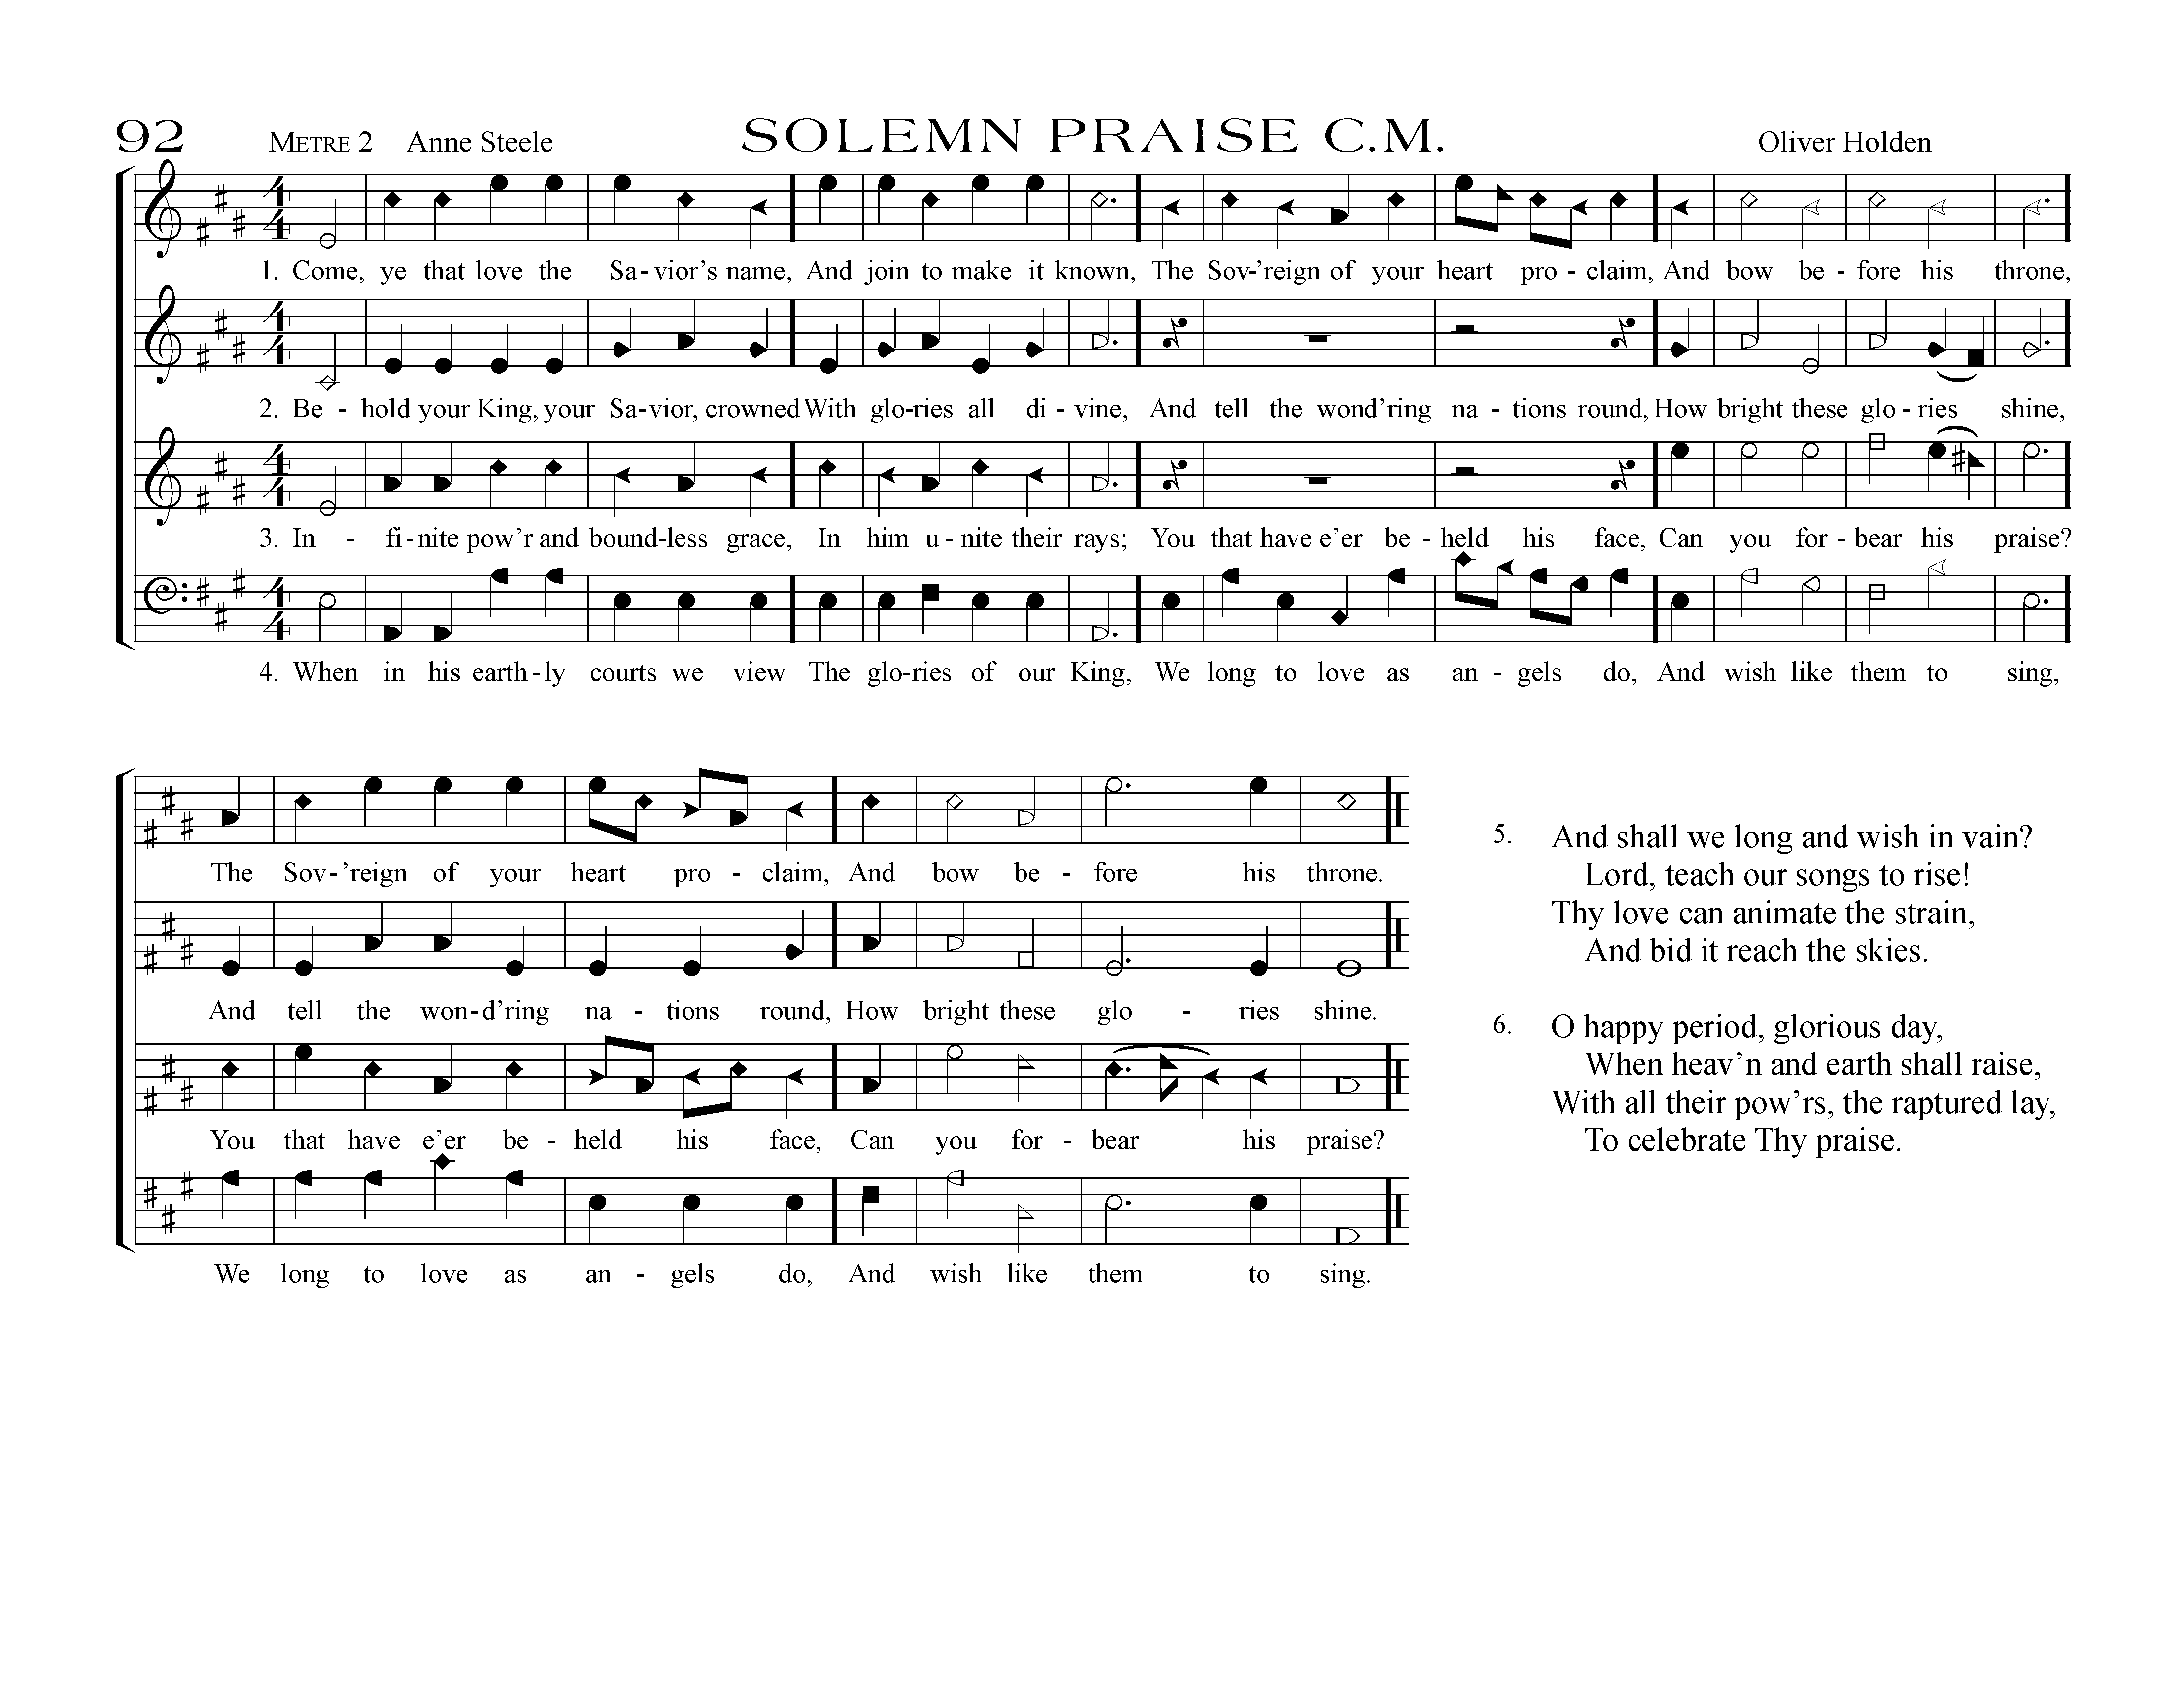 92 METRE 2 Anne Steele SOLEMN PRAISE C.M. Oliver Holden
4 4
1. Come, ye that love the Sa-vior's name, And join to make it known, The Sov-'reign of your heart pro-claim, And bow be-fore his throne,
4 4
2. Be-hold your King, your Sa-vior, crowned With glo-ries all di-vine, And tell the wond'ring na-tions round, How bright these glo-ries shine,
4 4
3. In-fi-nite pow'r and bound-less grace, In him u-nite their rays; You that have e'er be-held his face, Can you for-bear his praise?
4 4
4. When in his earth-ly courts we view The glo-ries of our King, We long to love as an-gels do, And wish like them to sing,
The Sov-'reign of your heart pro-claim, And bow be-fore his throne.
And tell the won-d'ring na-tions round, How bright these glo-ries shine.
You that have e'er be-held his face, Can you for-bear his praise?
We long to love as an-gels do, And wish like them to sing.
5. And shall we long and wish in vain?
Lord, teach our songs to rise!
Thy love can animate the strain,
And bid it reach the skies.
6. O happy period, glorious day,
When heav'n and earth shall raise,
With all their pow'rs, the raptured lay,
To celebrate Thy praise.